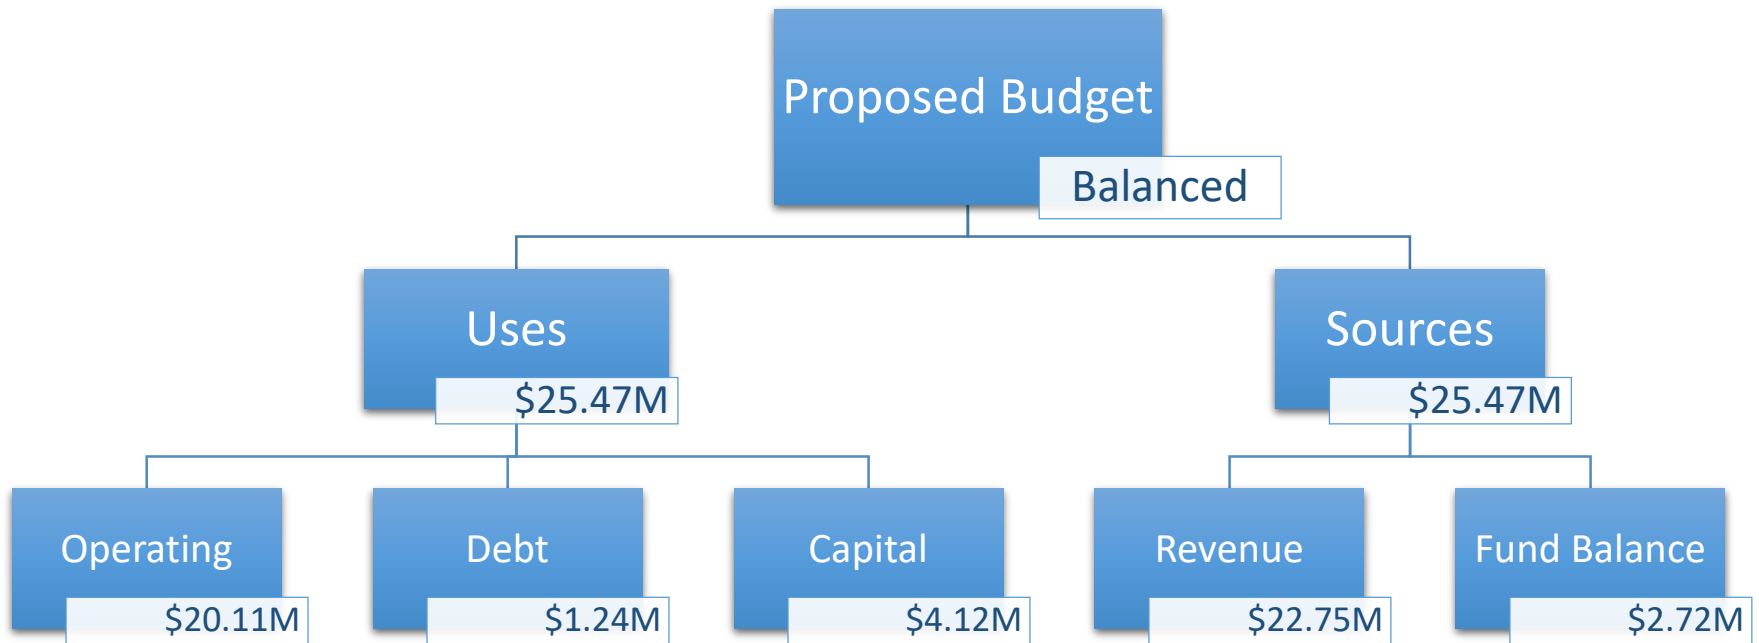 Proposed Budget
Balanced
Uses
$25.47M
Sources
$25.47M
Operating
$20.11M
Debt
$1.24M
Capital
$4.12M
Revenue
$22.75M
Fund Balance
$2.72M